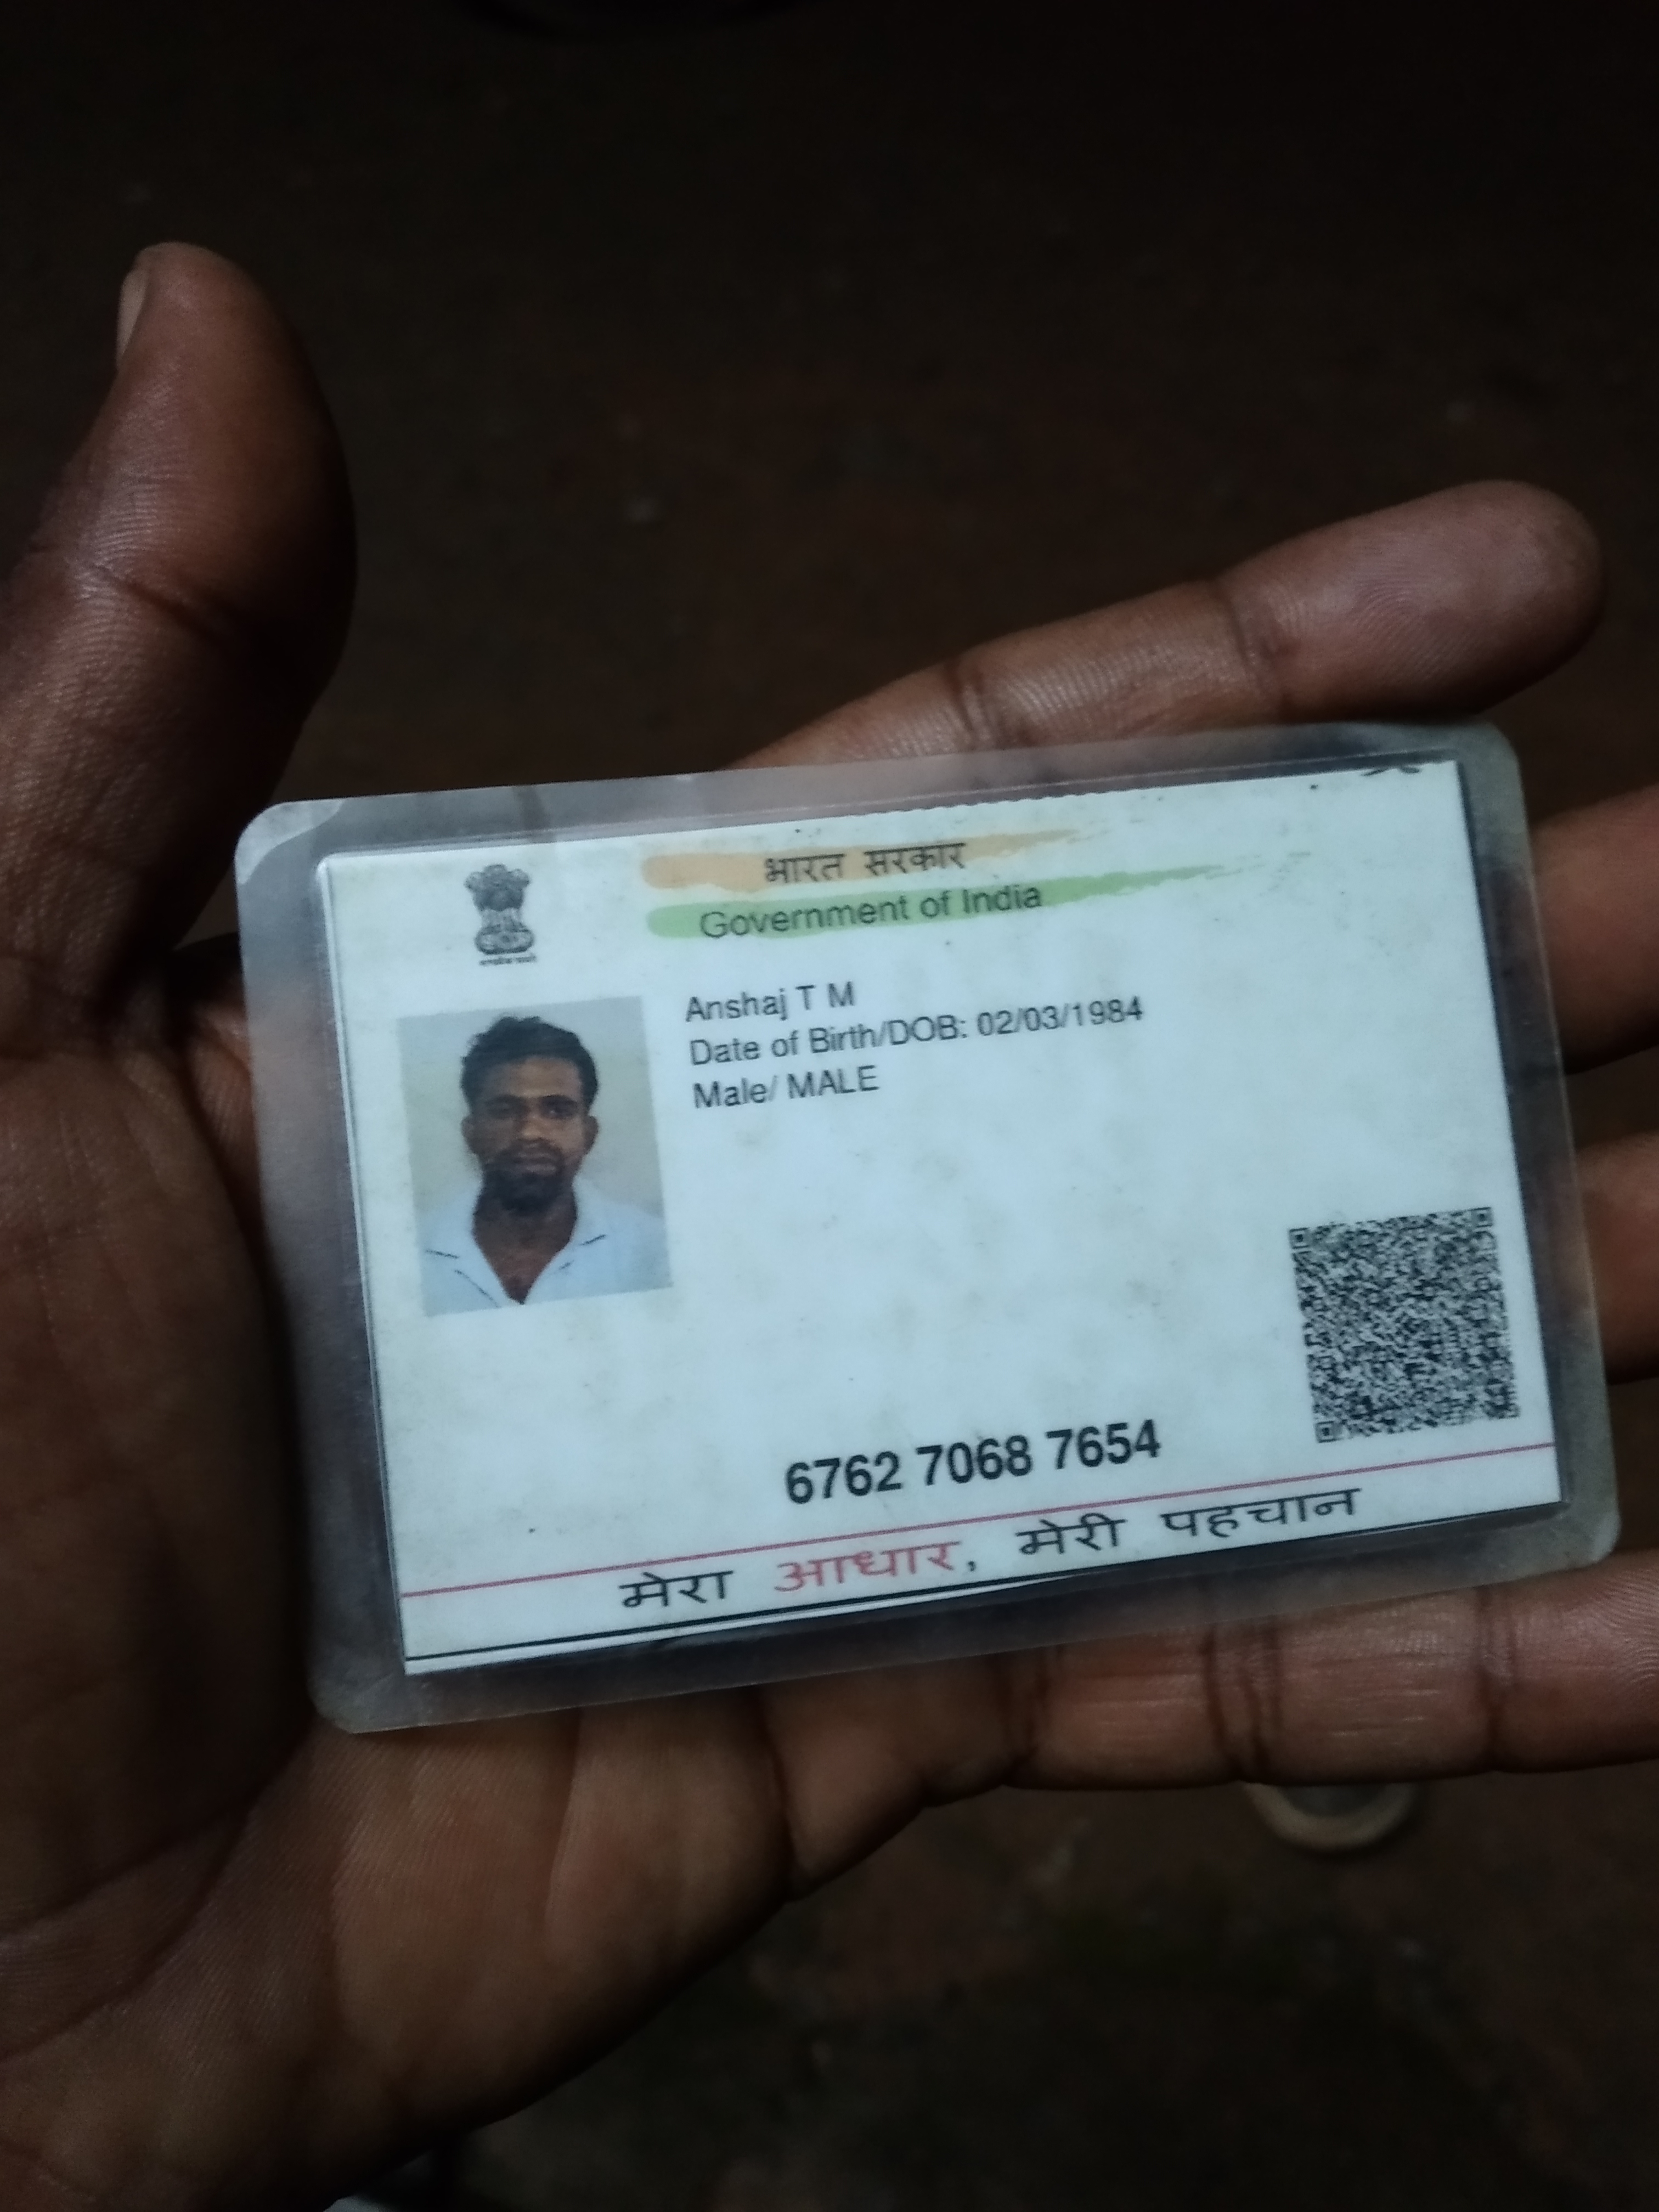 भारत सरकार
Government of India
Anshaj T M
Date of Birth/DOB: 02/03/1984
Male/ MALE
6762 7068 7654
मेरा आधार, मेरी पहचान